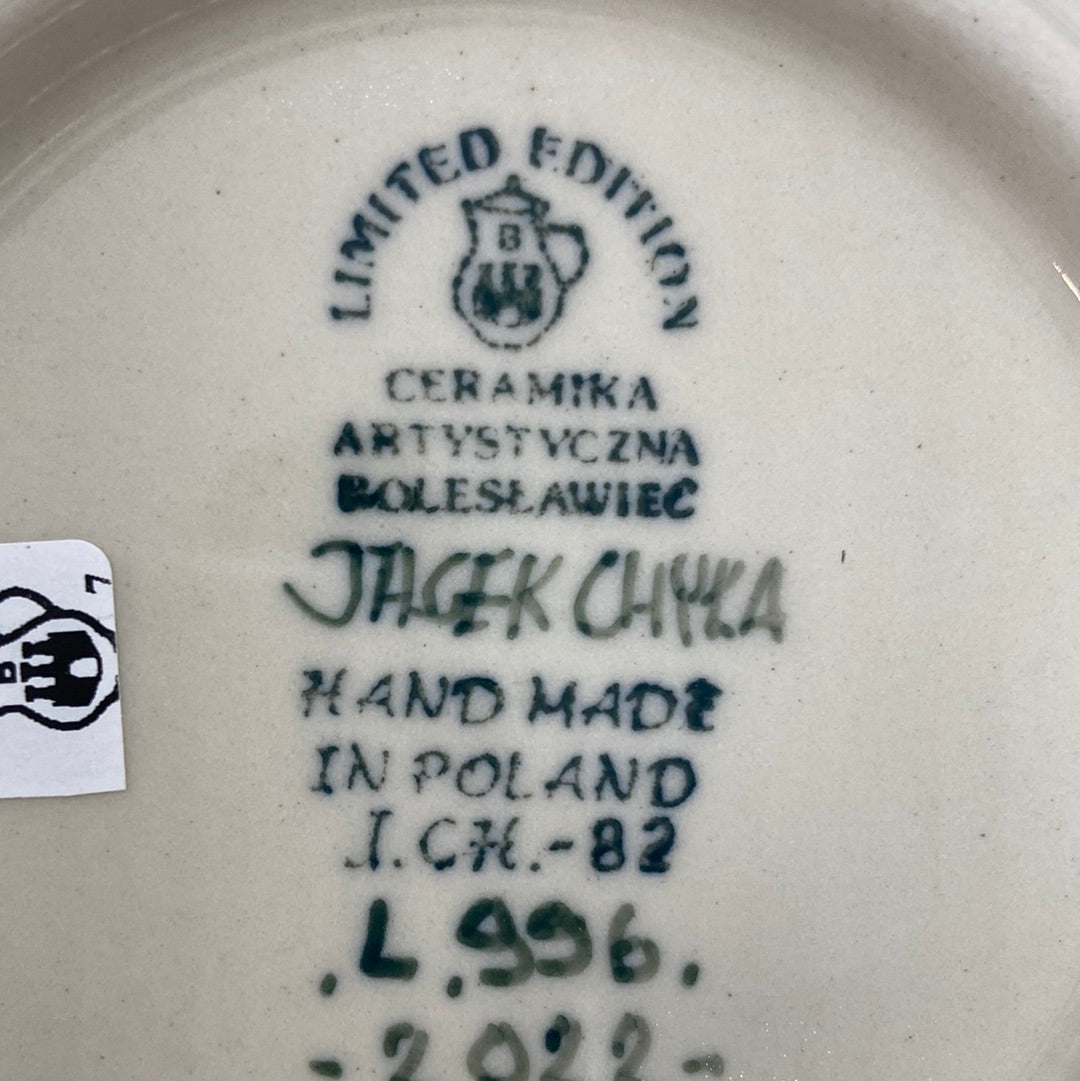 LIMITED EDITION
B
CERAMIKA
ARTYSTYCZNA
BOLESŁAWIEC
JACEK CHYŁA
HAND MADE
IN POLAND
J.CH.-82
.L.996.
-2022-
B